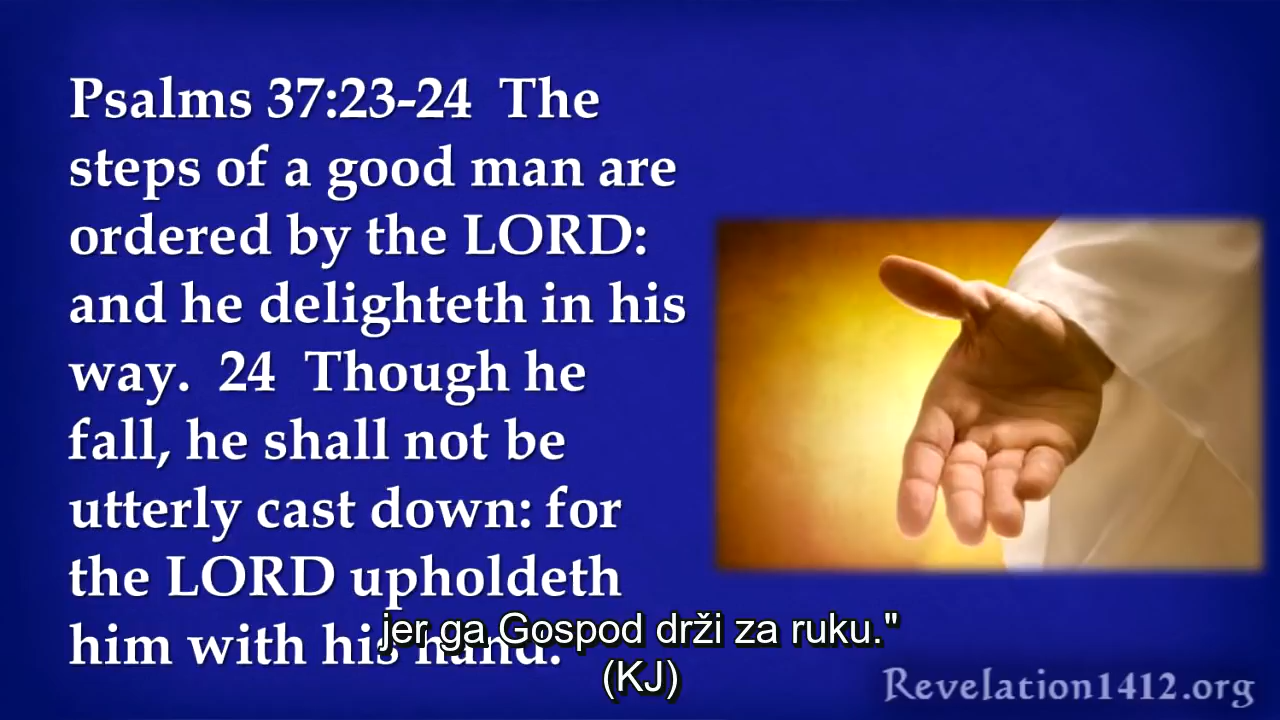 Psalms 37:23-24 The
steps of a good man are
ordered by the LORD:
and he delighteth in his
way. 24 Though he
fall, he shall not be
utterly cast down: for
the LORD upholdeth
him with his hand.
jer ga Gospod drži za ruku."
(KJ)
Revelation1412.org